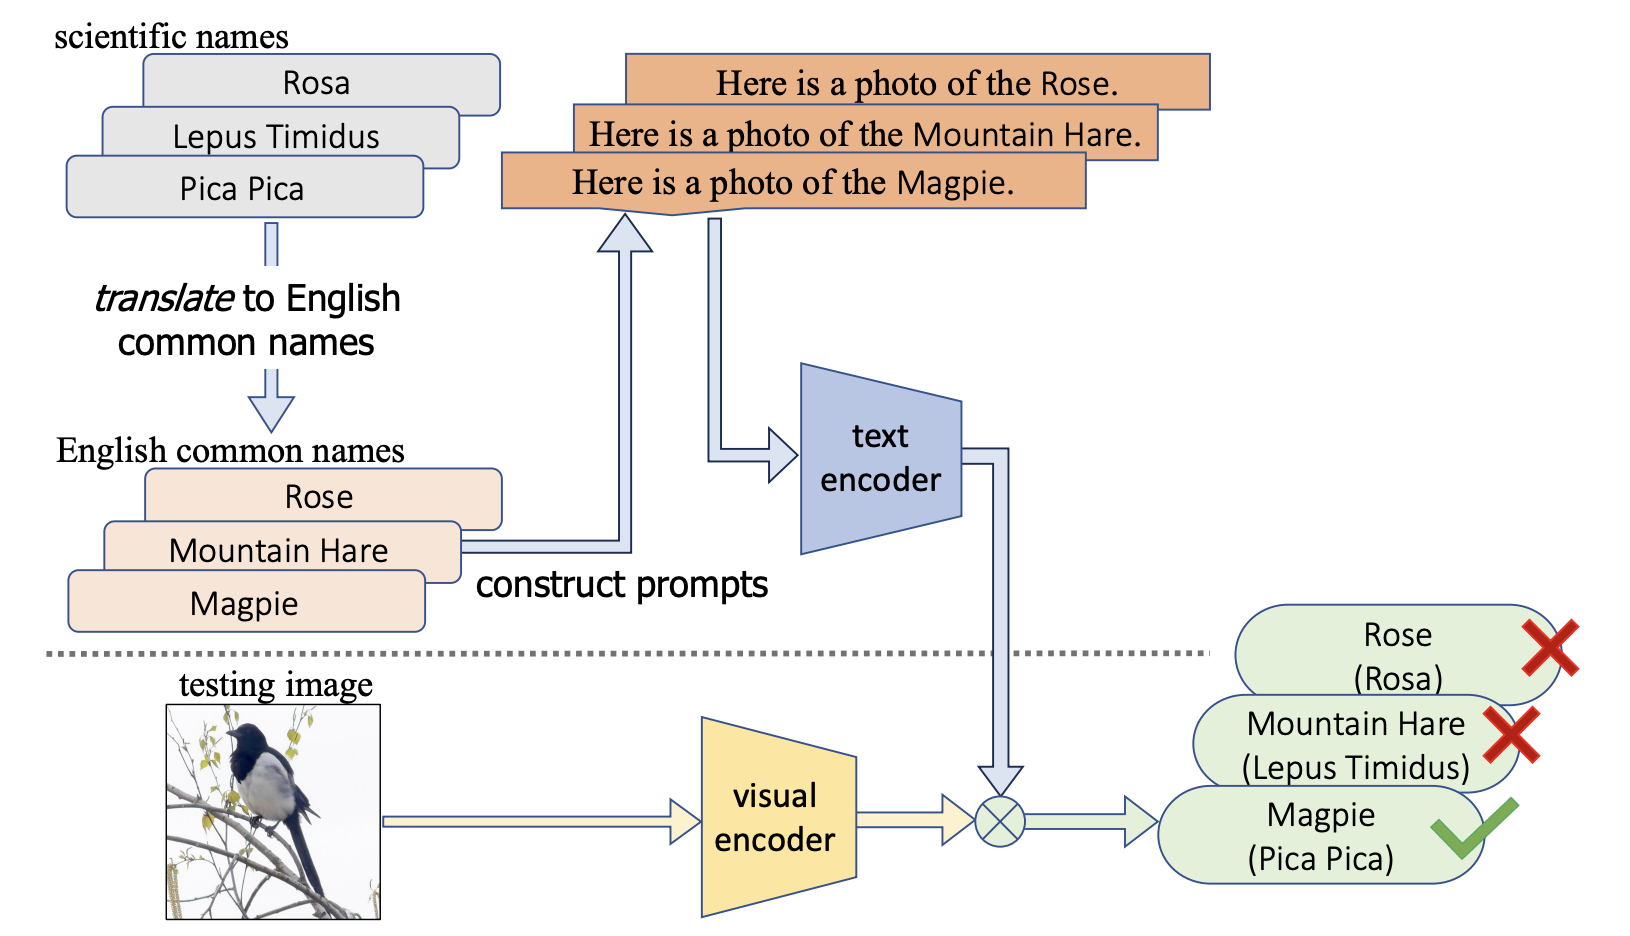 scientific names
Rosa
Lepus Timidus
Pica Pica
translate to English
common names
English common names
Rose
Mountain Hare
Magpie
construct prompts
Here is a photo of the Rose.
Here is a photo of the Mountain Hare.
Here is a photo of the Magpie.
text
encoder
testing image
visual
encoder
Rose
(Rosa)
Mountain Hare
(Lepus Timidus)
Magpie
(Pica Pica)